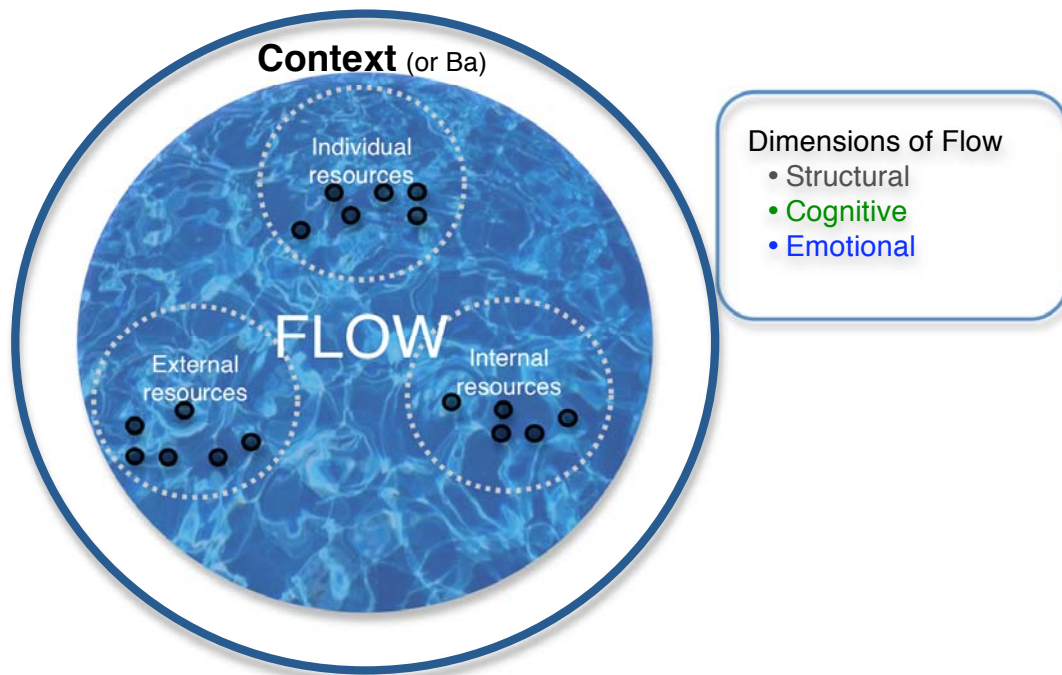 Context (or Ba)
Individual
resources
FLOW
External
resources
Internal
resources
Dimensions of Flow
• Structural
• Cognitive
• Emotional